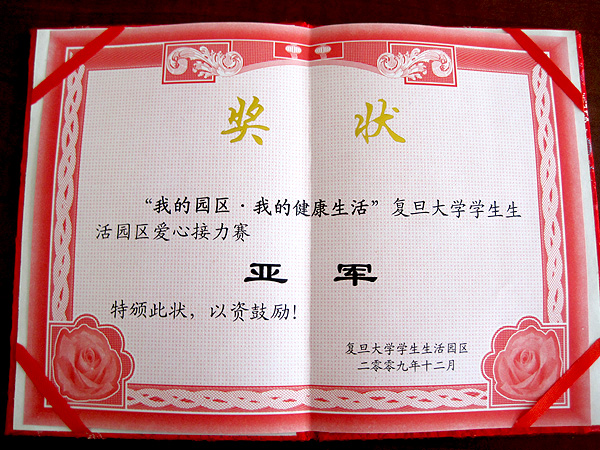 奖 状
“我的园区·我的健康生活”复旦大学学生生
活园区爱心接力赛
亚 军
特颁此状，以资鼓励!
复旦大学学生生活园区
二零零九年十二月